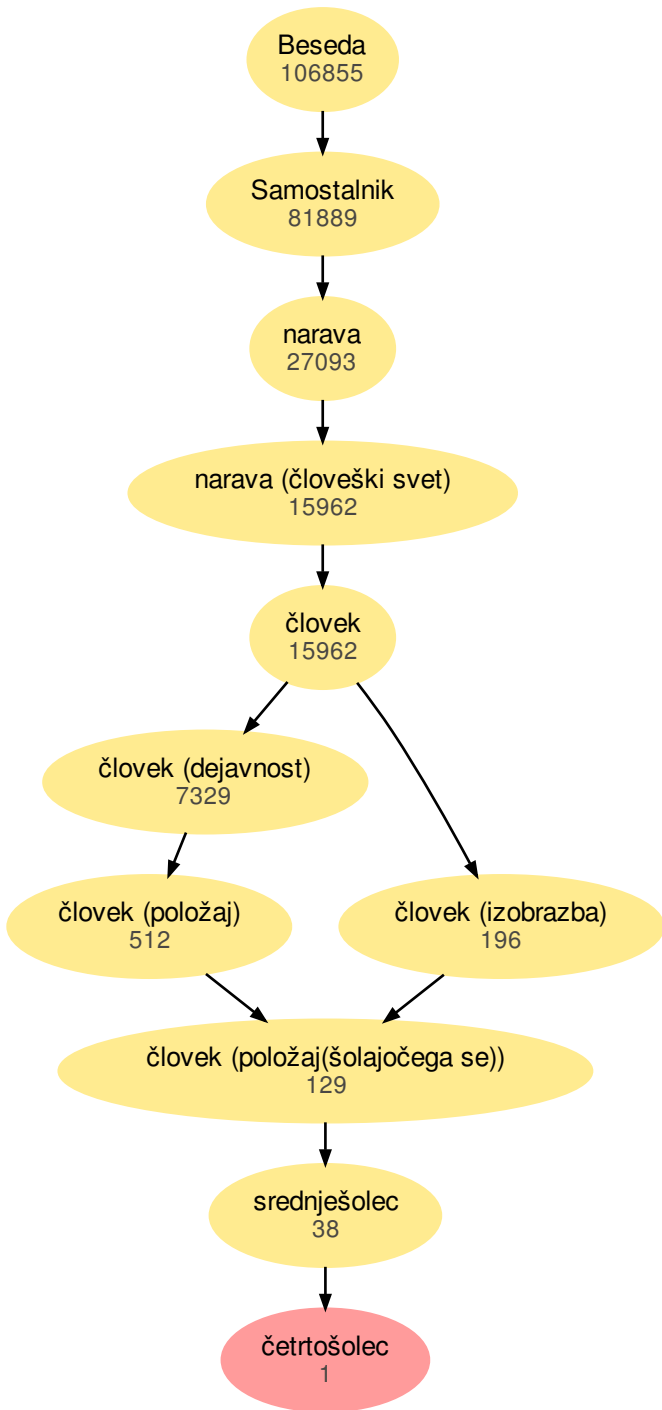 Beseda
106855
Samostalnik
81889
narava
27093
narava (človeški svet)
15962
človek
15962
človek (dejavnost)
7329
človek (položaj)
512
človek (izobrazba)
196
človek (položaj(šolajočega se))
129
srednješolec
38
četrtošolec
1